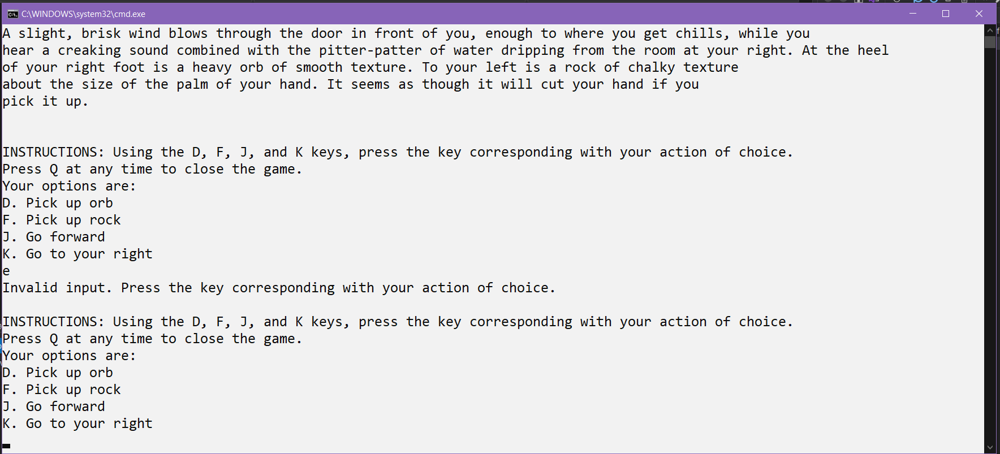 C:\WINDOWS\system32\cmd.exe
A slight, brisk wind blows through the door in front of you, enough to where you get chills, while you
hear a creaking sound combined with the pitter-patter of water dripping from the room at your right. At the heel
of your right foot is a heavy orb of smooth texture. To your left is a rock of chalky texture
about the size of the palm of your hand. It seems as though it will cut your hand if you
pick it up.
INSTRUCTIONS: Using the D, F, J, and K keys, press the key corresponding with your action of choice.
Press Q at any time to close the game.
Your options are:
D. Pick up orb
F. Pick up rock
J. Go forward
K. Go to your right
e
Invalid input. Press the key corresponding with your action of choice.
INSTRUCTIONS: Using the D, F, J, and K keys, press the key corresponding with your action of choice.
Press Q at any time to close the game.
Your options are:
D. Pick up orb
F. Pick up rock
J. Go forward
K. Go to your right